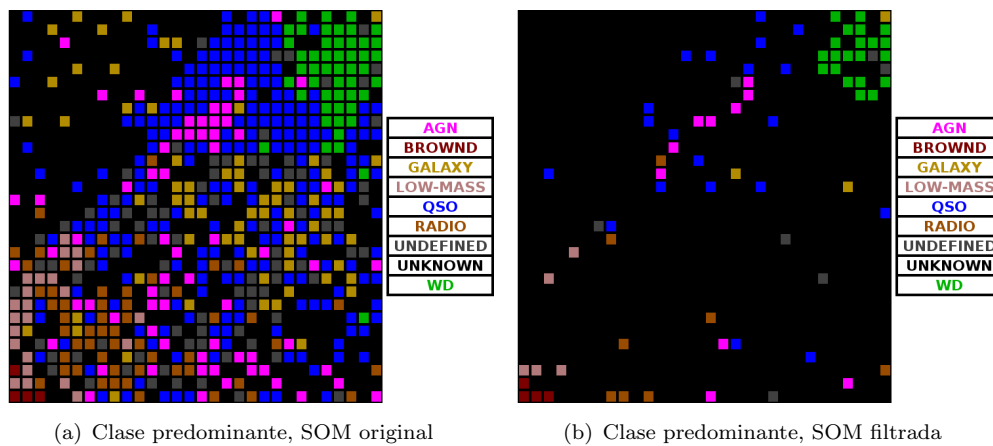 AGN
BROWND
GALAXY
LOW-MASS
QSO
RADIO
UNDEFINED
UNKNOWN
WD
AGN
BROWND
GALAXY
LOW-MASS
QSO
RADIO
UNDEFINED
UNKNOWN
WD
(a) Clase predominante, SOM original
(b) Clase predominante, SOM filtrada